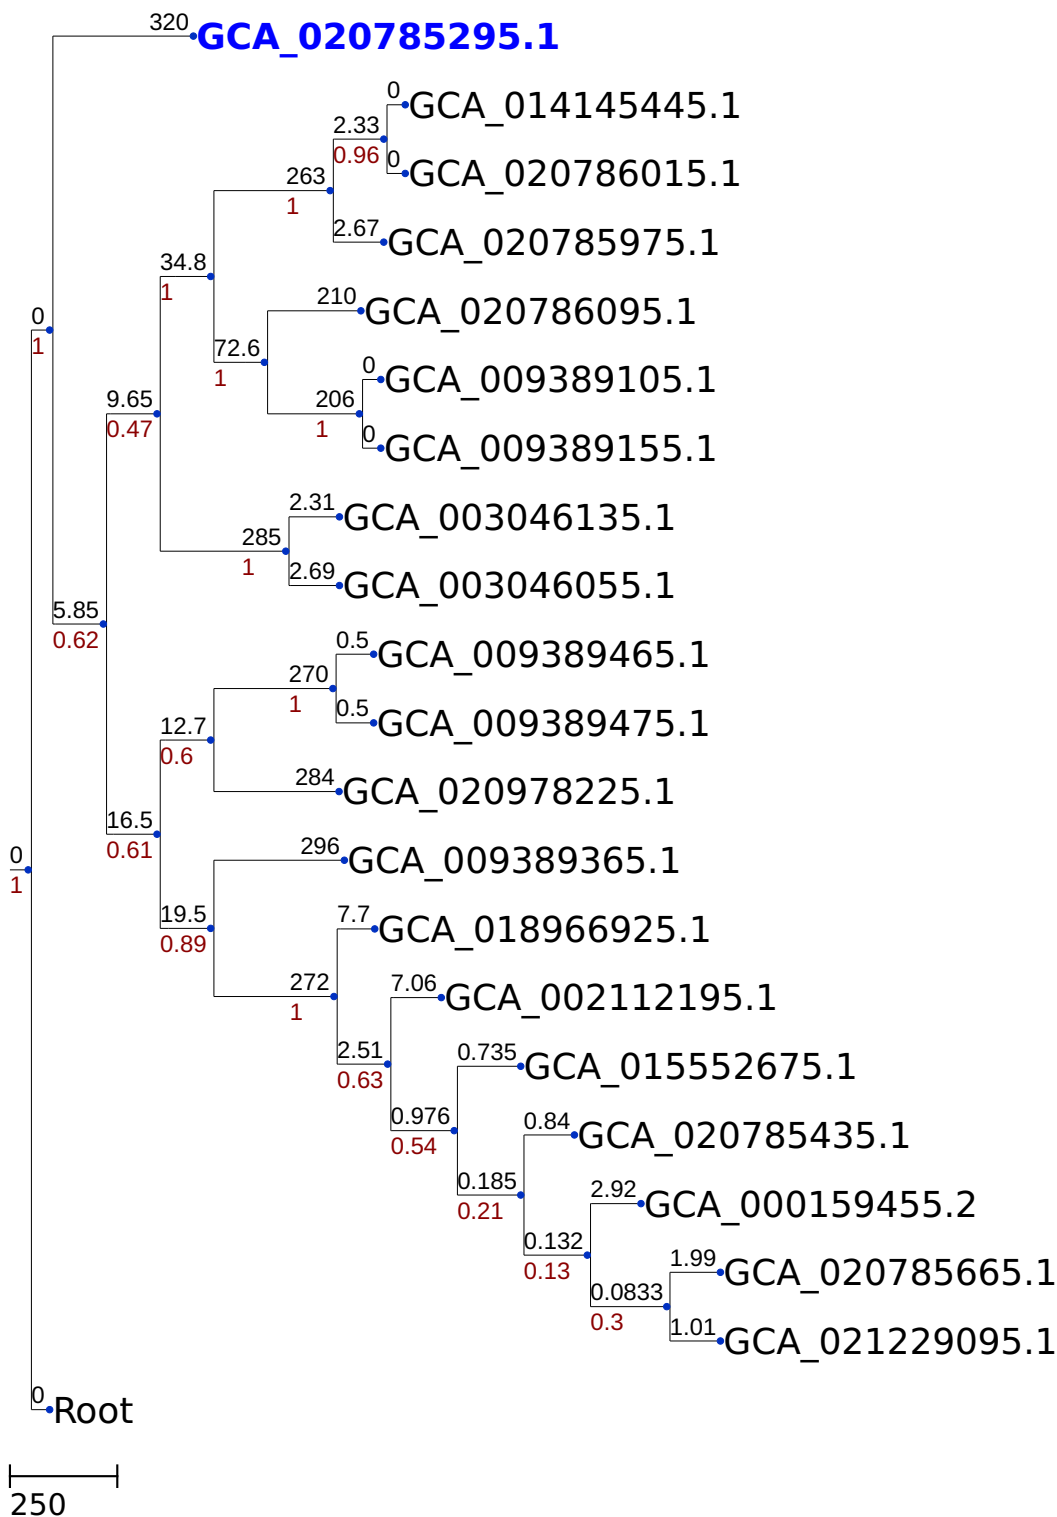 320
GCA_020785295.1
0
GCA_014145445.1
2.33
0.96
0
GCA_020786015.1
263
1
2.67
GCA_020785975.1
34.8
1
210
GCA_020786095.1
0
1
72.6
1
0
GCA_009389105.1
9.65
0.47
206
1
0
GCA_009389155.1
2.31
GCA_003046135.1
285
1
2.69
GCA_003046055.1
5.85
0.62
0.5
GCA_009389465.1
270
1
0.5
GCA_009389475.1
12.7
0.6
284
GCA_020978225.1
16.5
0.61
0
1
296
GCA_009389365.1
19.5
0.89
7.7
GCA_018966925.1
272
1
7.06
GCA_002112195.1
2.51
0.63
0.735
GCA_015552675.1
0.976
0.54
0.84
GCA_020785435.1
0.185
0.21
2.92
GCA_000159455.2
0.132
0.13
1.99
GCA_020785665.1
0.0833
0.3
1.01
GCA_021229095.1
0
Root
250